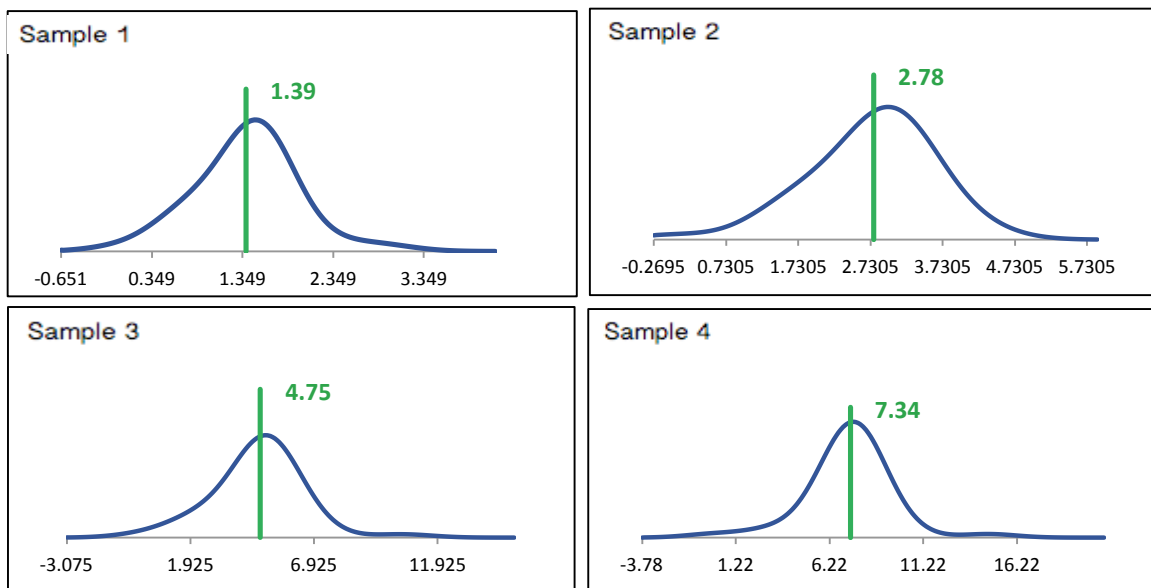 Sample 1
1.39
-0.651 0.349 1.349 2.349 3.349
Sample 2
2.78
-0.2695 0.7305 1.7305 2.7305 3.7305 4.7305 5.7305
Sample 3
4.75
-3.075 1.925 6.925 11.925
Sample 4
7.34
-3.78 1.22 6.22 11.22 16.22